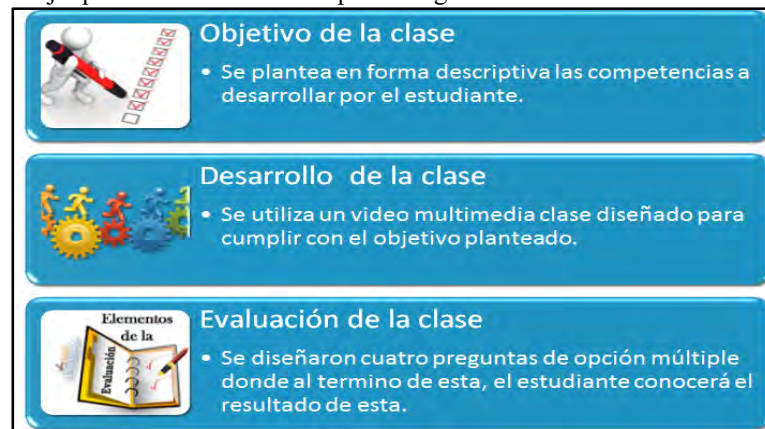 Objetivo de la clase
• Se plantea en forma descriptiva las competencias a
desarrollar por el estudiante.
Desarrollo de la clase
• Se utiliza un video multimedia clase diseñado para
cumplir con el objetivo planteado.
Elementos
de la
Evaluación
Evaluación de la clase
• Se diseñaron cuatro preguntas de opción múltiple
donde al termino de esta, el estudiante conocerá el
resultado de esta.